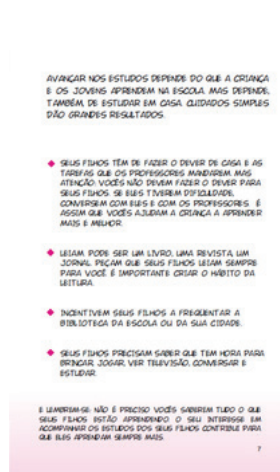 AVANÇAR NOS ESTUDOS DEPENDE DO QUE A CRIANÇA
E OS JOVENS APRENDEM NA ESCOLA. MAS DEPENDE,
TAMBÉM, DE ESTUDAR EM CASA. CUIDADOS SIMPLES
DÃO GRANDES RESULTADOS.
SEUS FILHOS TÊM DE FAZER O DEVER DE CASA E AS
TAREFAS QUE OS PROFESSORES MANDAREM. MAS
ATENÇÃO: VOCÊS NÃO DEVEM FAZER O DEVER PARA
SEUS FILHOS. SE ELES TIVEREM DIFICULDADE,
CONVERSEM COM ELES E COM OS PROFESSORES. É
ASSIM QUE VOCÊS AJUDAM A CRIANÇA A APRENDER
MAIS E MELHOR.
LEIAM. PODE SER UM LIVRO, UMA REVISTA, UM
JORNAL. PEÇAM QUE SEUS FILHOS LEIAM SEMPRE
PARA VOCÊ. É IMPORTANTE CRIAR O HÁBITO DA
LEITURA.
INCENTIVEM SEUS FILHOS A FREQUENTAR A
BIBLIOTECA DA ESCOLA OU DA SUA CIDADE.
SEUS FILHOS PRECISAM SABER QUE TEM HORA PARA
BRINCAR, JOGAR, VER TELEVISÃO, CONVERSAR E
ESTUDAR.
E LEMBREM-SE: NÃO É PRECISO VOCÊS SABEREM TUDO O QUE
SEUS FILHOS ESTÃO APRENDENDO. O SEU INTERESSE EM
ACOMPANHAR OS ESTUDOS DOS SEUS FILHOS CONTRIBUI PARA
QUE ELES APRENDAM SEMPRE MAIS.
7